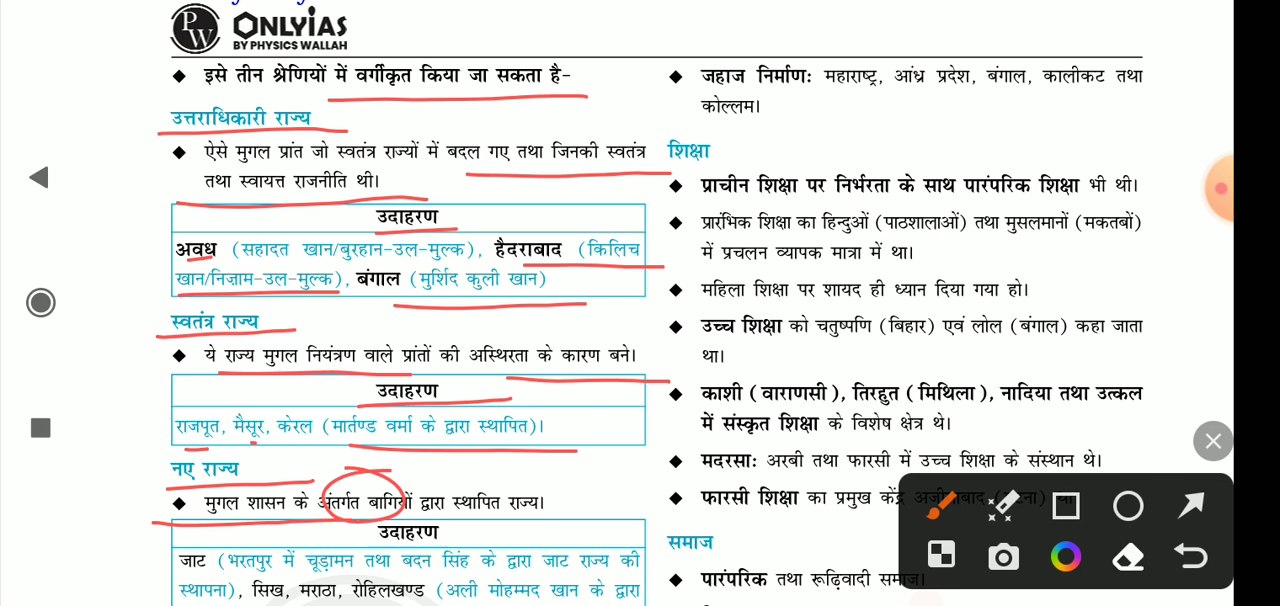 PW
ONLYIAS
BY PHYSICS WALLAH
◆ इसे तीन श्रेणियों में वर्गीकृत किया जा सकता है-
उत्तराधिकारी राज्य
◆ ऐसे मुगल प्रांत जो स्वतंत्र राज्यों में बदल गए तथा जिनकी स्वतंत्र
तथा स्वायत्त राजनीति थी।
उदाहरण
अवध (सहादत खान/बुरहान-उल-मुल्क), हैदराबाद (किलिच
खान/निज़ाम-उल-मुल्क), बंगाल (मुर्शिद कुली खान)
स्वतंत्र राज्य
◆ ये राज्य मुगल नियंत्रण वाले प्रांतों की अस्थिरता के कारण बने।
उदाहरण
राजपूत, मैसूर, केरल (मार्तण्ड वर्मा के द्वारा स्थापित)।
नए राज्य
◆ मुगल शासन के अंतर्गत बागियों द्वारा स्थापित राज्य।
उदाहरण
जाट (भरतपुर में चूड़ामन तथा बदन सिंह के द्वारा जाट राज्य की
स्थापना), सिख, मराठा, रोहिलखण्ड (अली मोहम्मद खान के द्वारा
◆ जहाज निर्माण: महाराष्ट्र, आंध्र प्रदेश, बंगाल, कालीकट तथा
कोल्लम।
शिक्षा
◆ प्राचीन शिक्षा पर निर्भरता के साथ पारंपरिक शिक्षा भी थी।
◆ प्रारंभिक शिक्षा का हिन्दुओं (पाठशालाओं) तथा मुसलमानों (मकतबों)
में प्रचलन व्यापक मात्रा में था।
◆ महिला शिक्षा पर शायद ही ध्यान दिया गया हो।
◆ उच्च शिक्षा को चतुष्पणि (बिहार) एवं लोल (बंगाल) कहा जाता
था।
◆ काशी (वाराणसी), तिरहुत (मिथिला), नादिया तथा उत्कल
में संस्कृत शिक्षा के विशेष क्षेत्र थे।
◆ मदरसा: अरबी तथा फारसी में उच्च शिक्षा के संस्थान थे।
◆ फारसी शिक्षा का प्रमुख केंद्र
समाज
◆ पारंपरिक तथा रूढ़िवादी समाज।